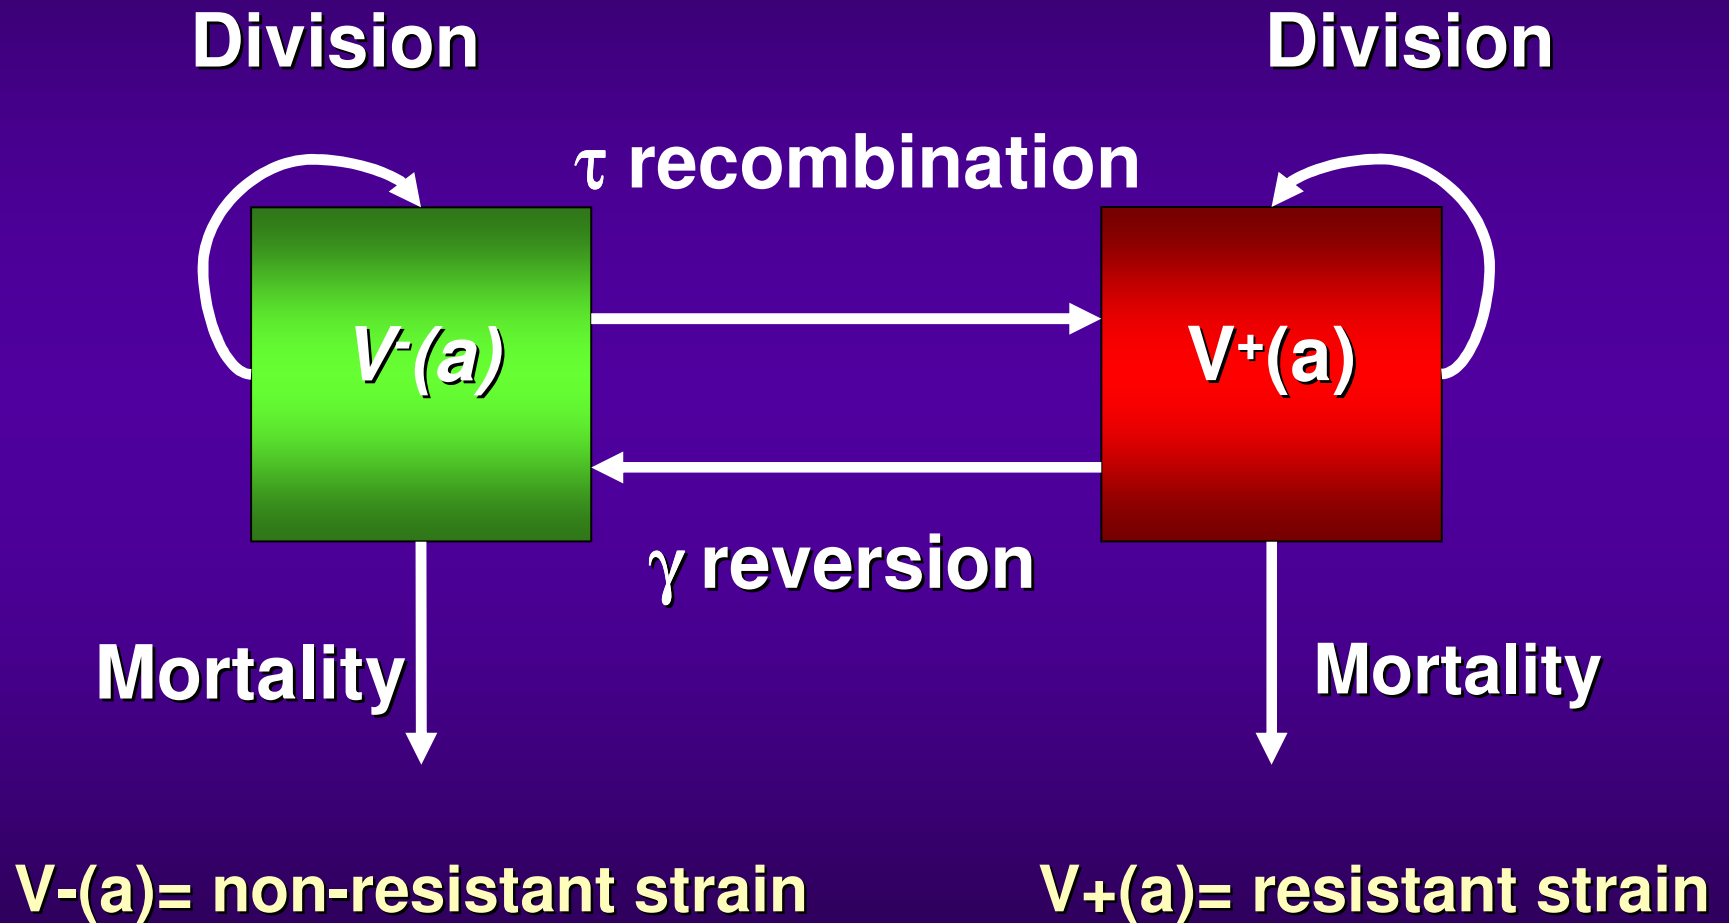 Division
Division
τ recombination
V⁻(a)
V⁺(a)
γ reversion
Mortality
Mortality
V-(a)= non-resistant strain
V+(a)= resistant strain